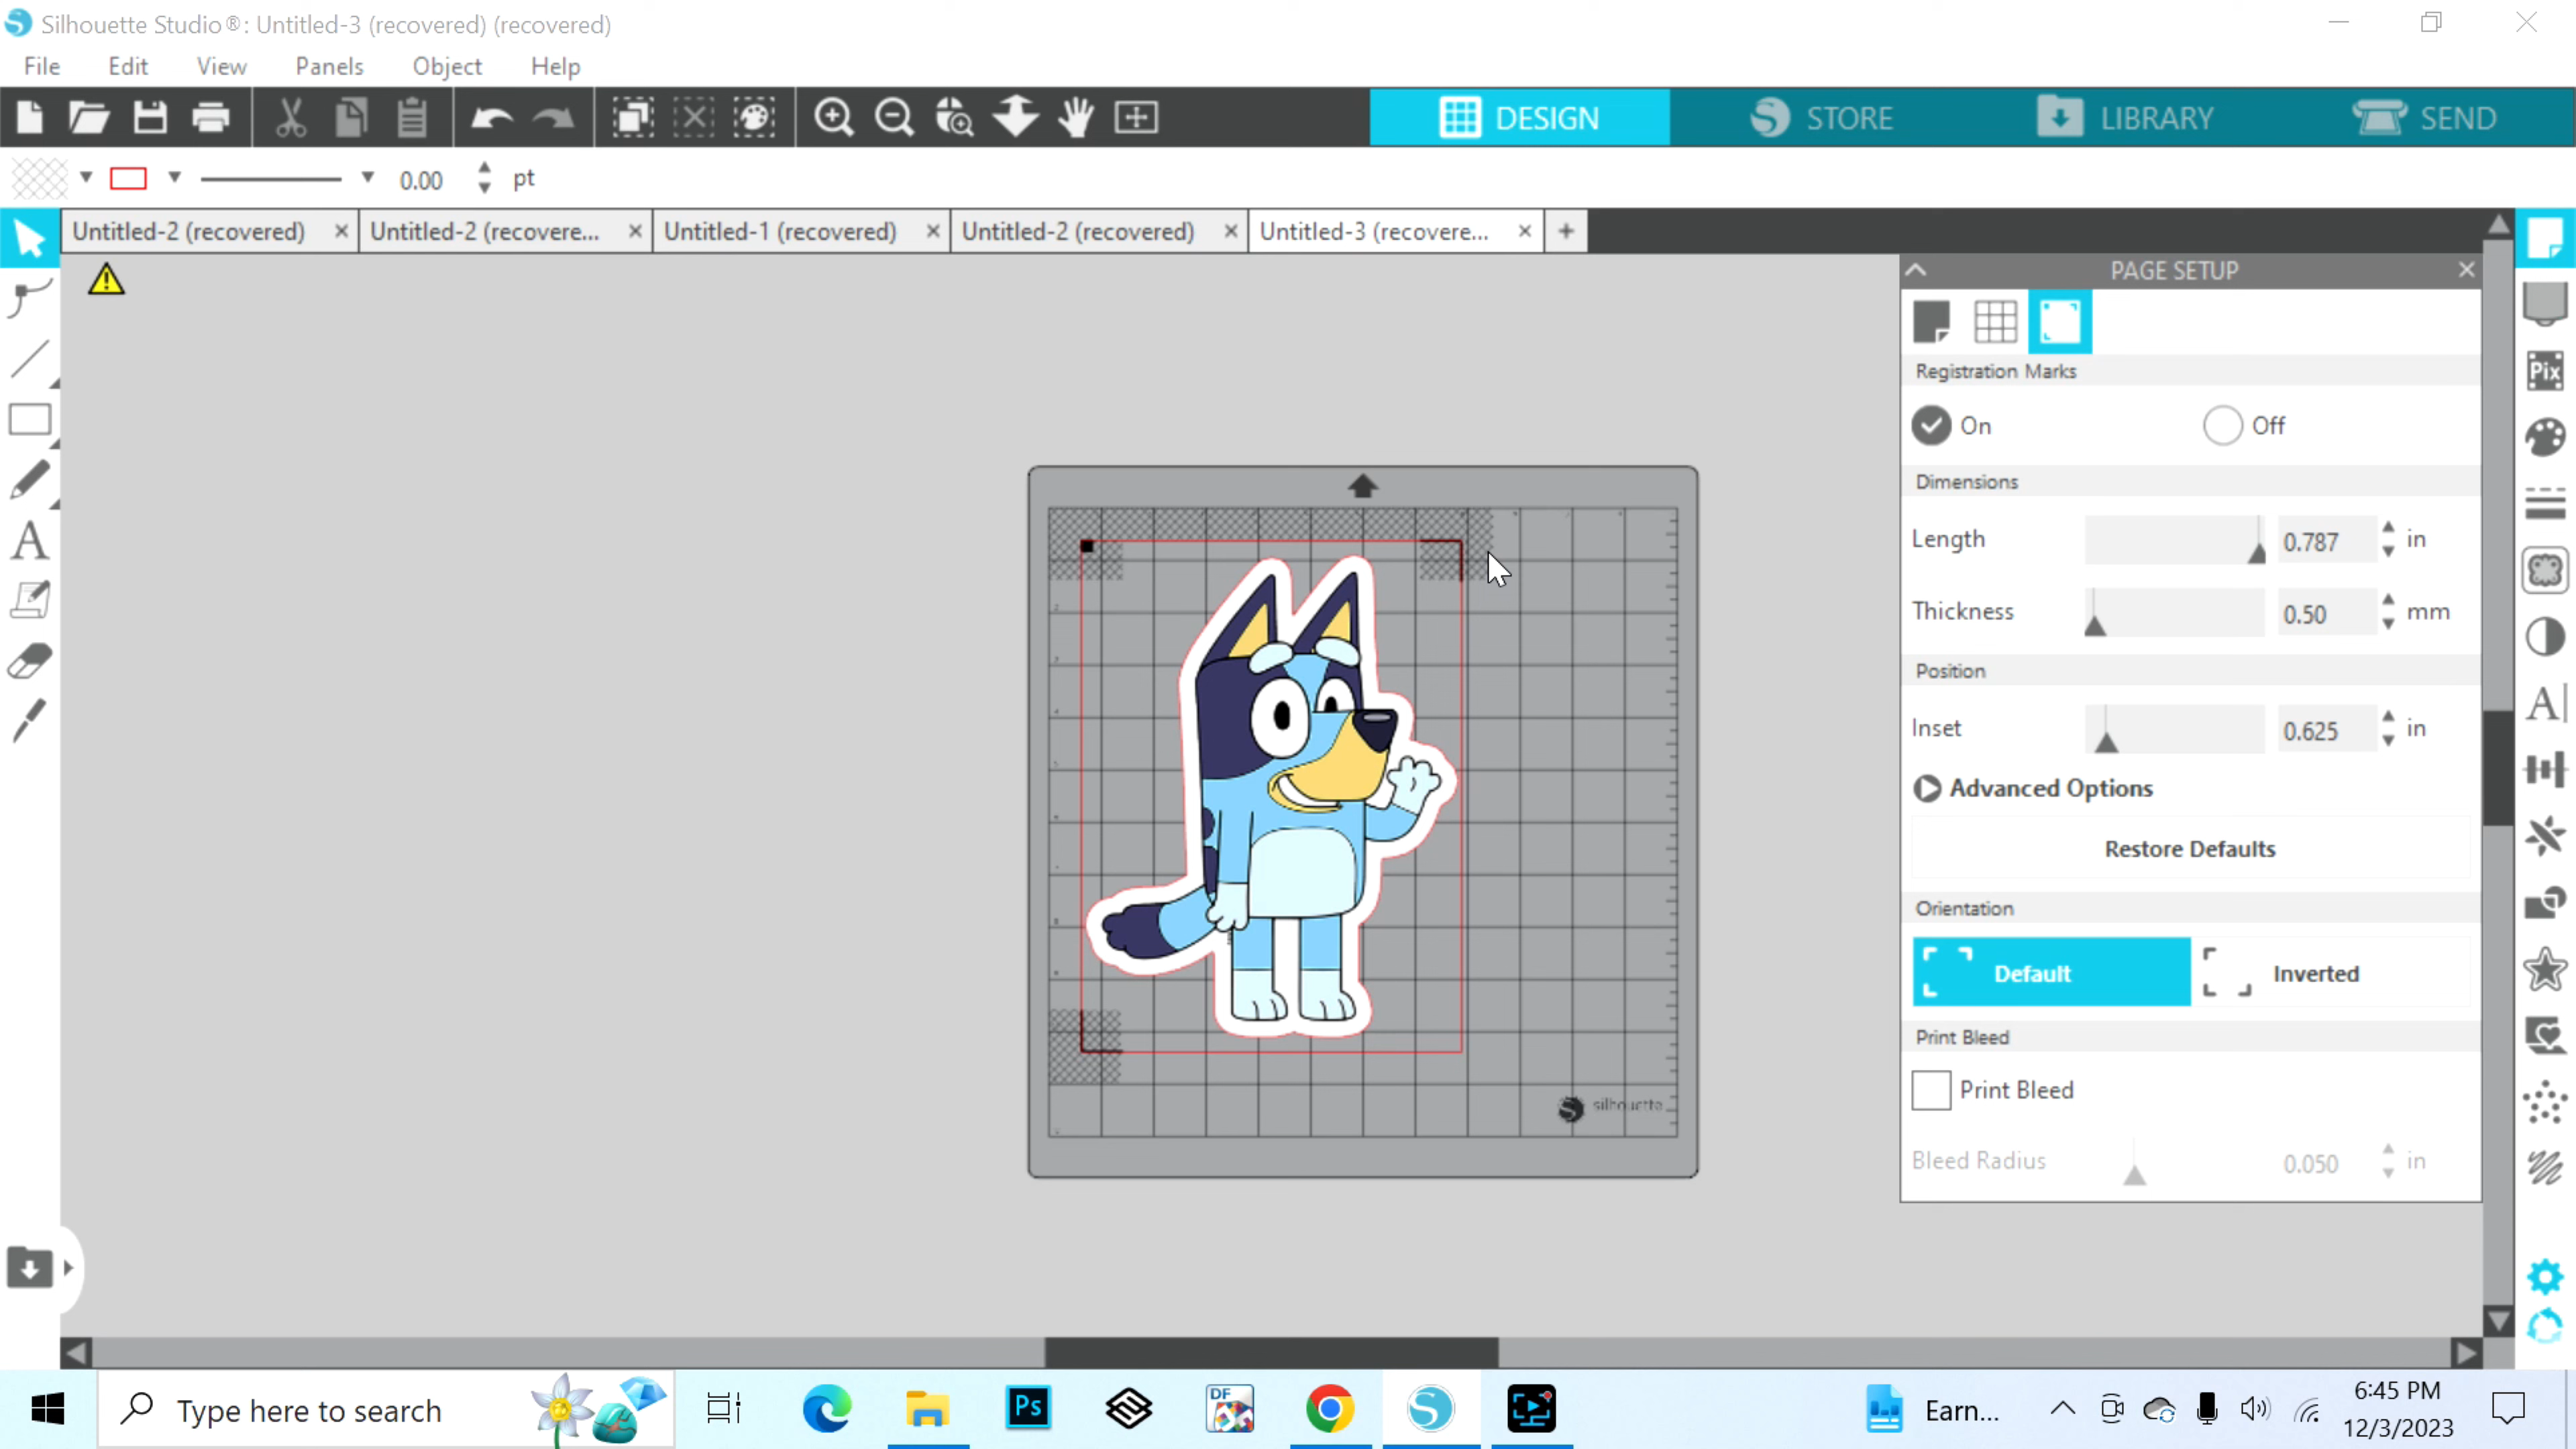 Silhouette Studio®: Untitled-3 (recovered) (recovered)
File Edit View Panels Object Help
DESIGN STORE LIBRARY SEND
0.00 pt
Untitled-2 (recovered) × Untitled-2 (recovere... × Untitled-1 (recovered) × Untitled-2 (recovered) × Untitled-3 (recovere... × +
PAGE SETUP
Registration Marks
On Off
Dimensions
Length 0.787 in
Thickness 0.50 mm
Position
Inset 0.625 in
Advanced Options
Restore Defaults
Orientation
Default Inverted
Print Bleed
Print Bleed
Bleed Radius 0.050 in
Pix
A
A
silhouette
Type here to search
Ps
DF
Earn...
6:45 PM
12/3/2023